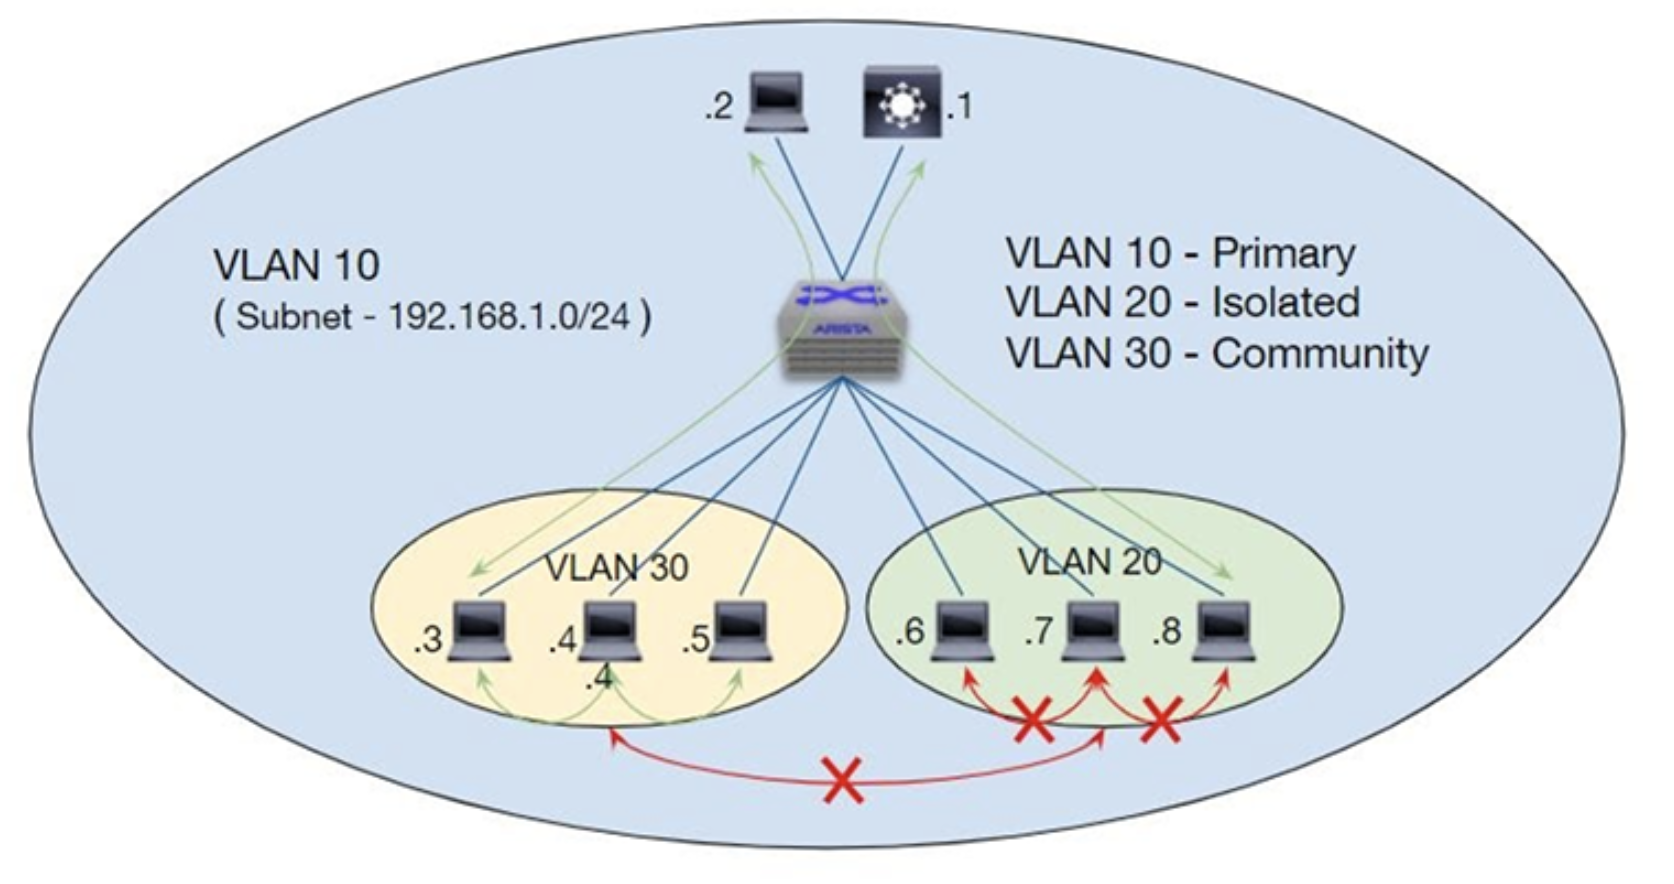 .2
.1
VLAN 10
( Subnet - 192.168.1.0/24 )
VLAN 10 - Primary
VLAN 20 - Isolated
VLAN 30 - Community
ARISTA
VLAN 30
.3
.4
.5
.4
VLAN 20
.6
.7
.8